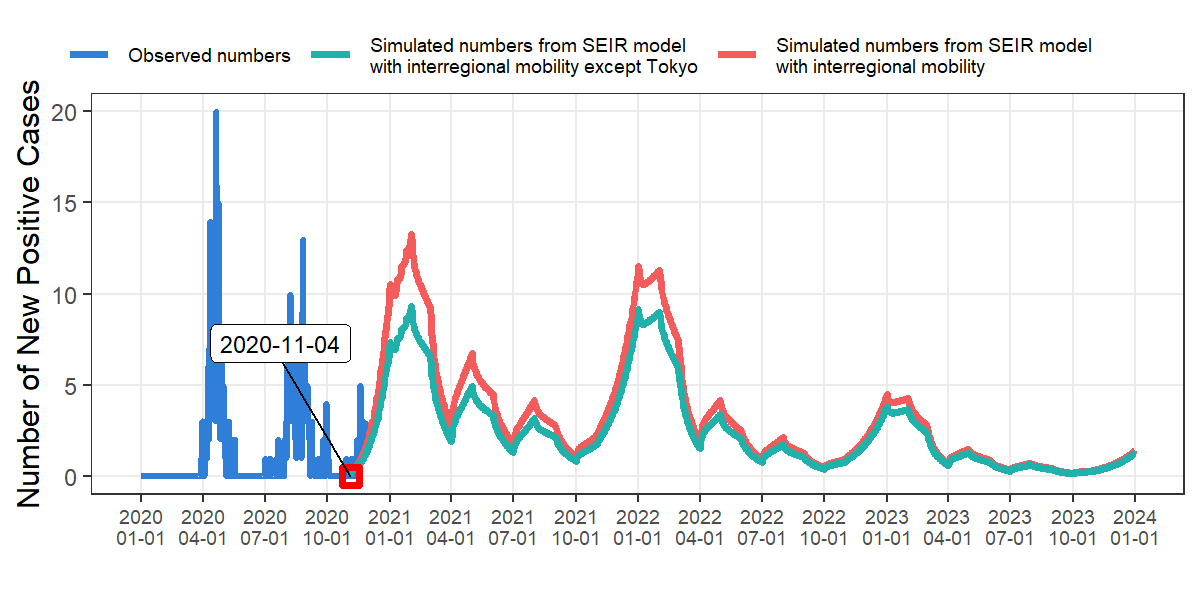 Observed numbers
Simulated numbers from SEIR model
with interregional mobility except Tokyo
Simulated numbers from SEIR model
with interregional mobility
Number of New Positive Cases
20
15
10
5
0
2020-11-04
2020 2020 2020 2020 2021 2021 2021 2021 2022 2022 2022 2022 2023 2023 2023 2023 2024
01-01 04-01 07-01 10-01 01-01 04-01 07-01 10-01 01-01 04-01 07-01 10-01 01-01 04-01 07-01 10-01 01-01